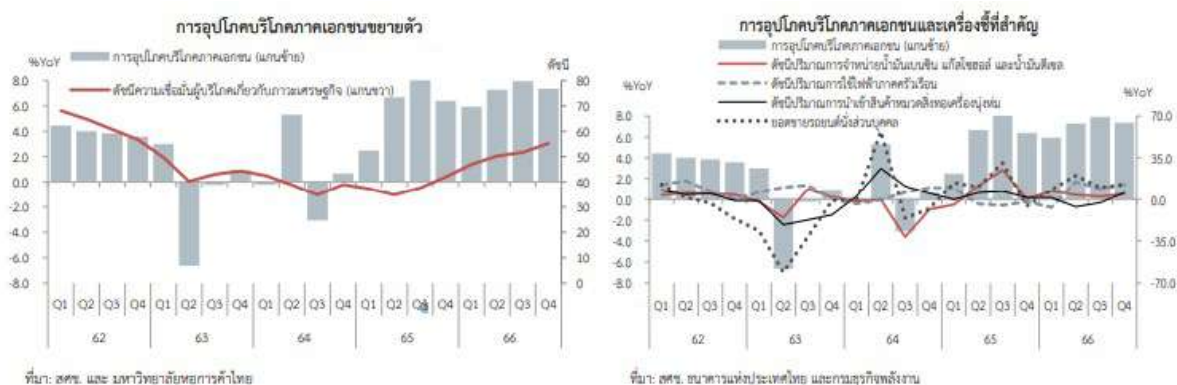 การอุปโภคบริโภคภาคเอกชนขยายตัว
%YoY
การอุปโภคบริโภคภาคเอกชน (แกนซ้าย)
ดัชนี
ดัชนีความเชื่อมั่นผู้บริโภคเกี่ยวกับภาวะเศรษฐกิจ (แกนขวา)
8.0 80
6.0 70
4.0 60
2.0 50
0.0 40
-2.0 30
-4.0 20
-6.0 10
-8.0 0
Q1 Q2 Q3 Q4 Q1 Q2 Q3 Q4 Q1 Q2 Q3 Q4 Q1 Q2 Q4 Q1 Q2 Q3 Q4
62 63 64 65 66
ที่มา: สศช. และ มหาวิทยาลัยหอการค้าไทย
การอุปโภคบริโภคภาคเอกชนและเครื่องชี้ที่สำคัญ
การอุปโภคบริโภคภาคเอกชน (แกนซ้าย)
ดัชนีปริมาณการจำหน่ายน้ำมันเบนซิน แก๊สโซฮอล์ และน้ำมันดีเซล
%YoY
ดัชนีปริมาณการใช้ไฟฟ้าภาคครัวเรือน
%YoY
ดัชนีปริมาณการนำเข้าสินค้าหมวดสิ่งทอเครื่องนุ่งห่ม
ยอดขายรถยนต์นั่งส่วนบุคคล
8.0 70.0
6.0
4.0 35.0
2.0
0.0 0.0
-2.0
-4.0 -35.0
-6.0
-8.0 -70.0
Q1 Q2 Q3 Q4 Q1 Q2 Q3 Q4 Q1 Q2 Q3 Q4 Q1 Q2 Q3 Q4 Q1 Q2 Q3 Q4
62 63 64 65 66
ที่มา: สศช. ธนาคารแห่งประเทศไทย และกรมธุรกิจพลังงาน